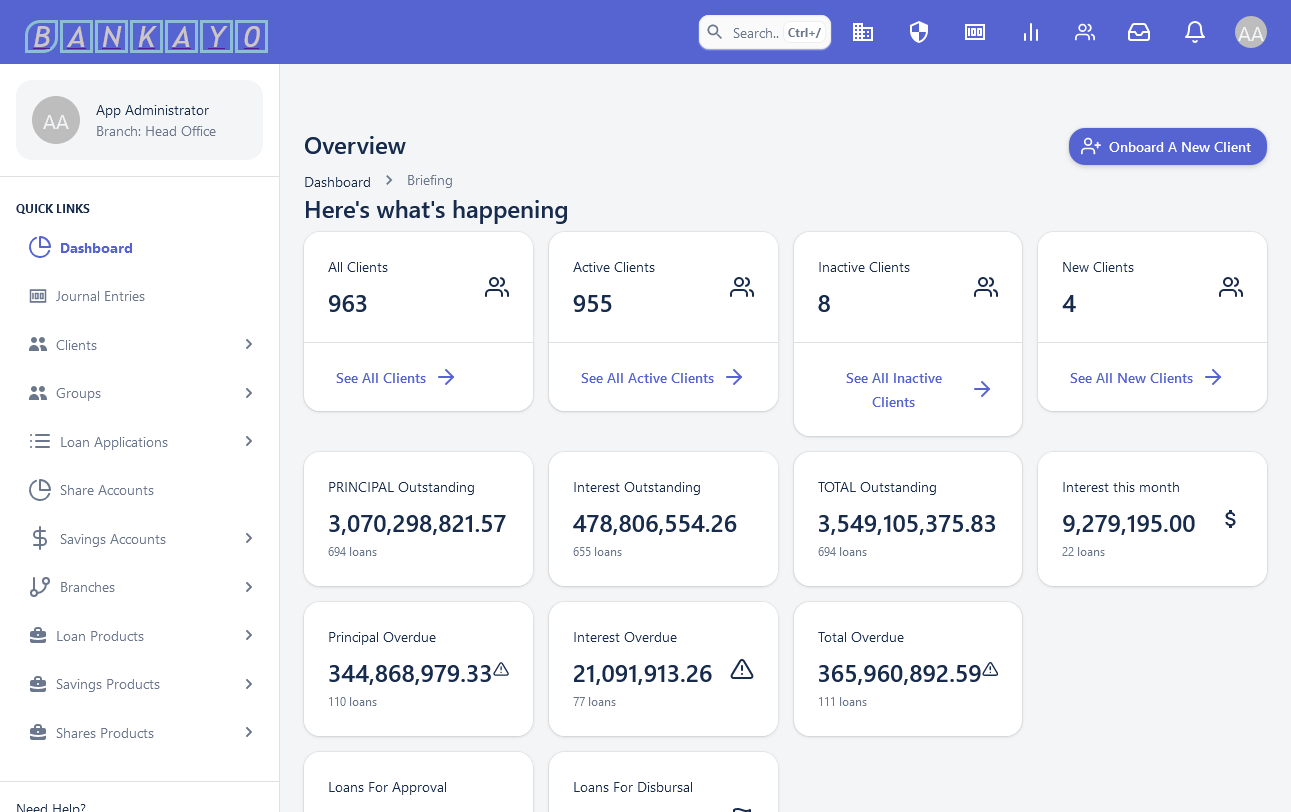 BANKAYO
Search.. Ctrl+/
AA
AA
App Administrator
Branch: Head Office
QUICK LINKS
Dashboard
Journal Entries
Clients
Groups
Loan Applications
Share Accounts
Savings Accounts
Branches
Loan Products
Savings Products
Shares Products
Need Help?
Overview
Onboard A New Client
Dashboard
Briefing
Here's what's happening
All Clients
963
See All Clients
Active Clients
955
See All Active Clients
Inactive Clients
8
See All Inactive
Clients
New Clients
4
See All New Clients
PRINCIPAL Outstanding
3,070,298,821.57
694 loans
Interest Outstanding
478,806,554.26
655 loans
TOTAL Outstanding
3,549,105,375.83
694 loans
Interest this month
9,279,195.00
22 loans
Principal Overdue
344,868,979.33
110 loans
Interest Overdue
21,091,913.26
77 loans
Total Overdue
365,960,892.59
111 loans
Loans For Approval
Loans For Disbursal